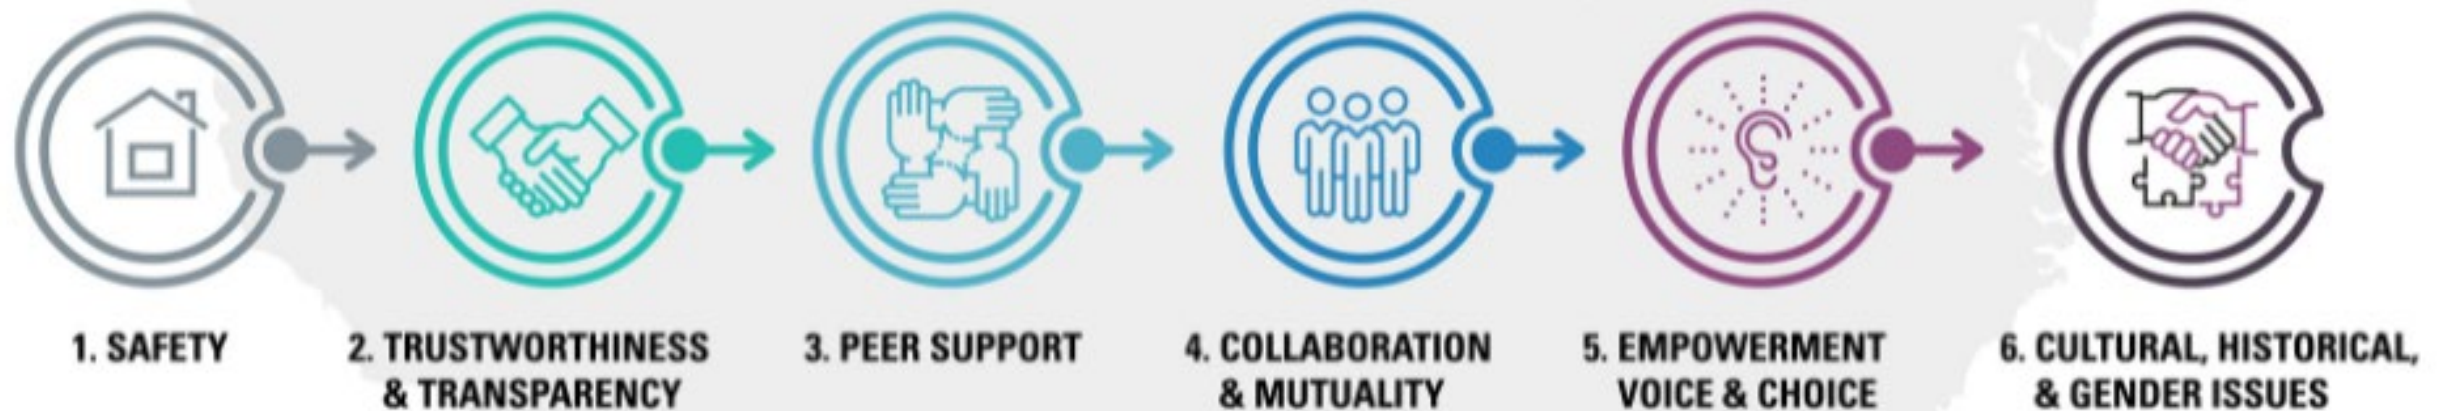 1. SAFETY
2. TRUSTWORTHINESS
& TRANSPARENCY
3. PEER SUPPORT
4. COLLABORATION
& MUTUALITY
5. EMPOWERMENT
VOICE & CHOICE
6. CULTURAL, HISTORICAL,
& GENDER ISSUES